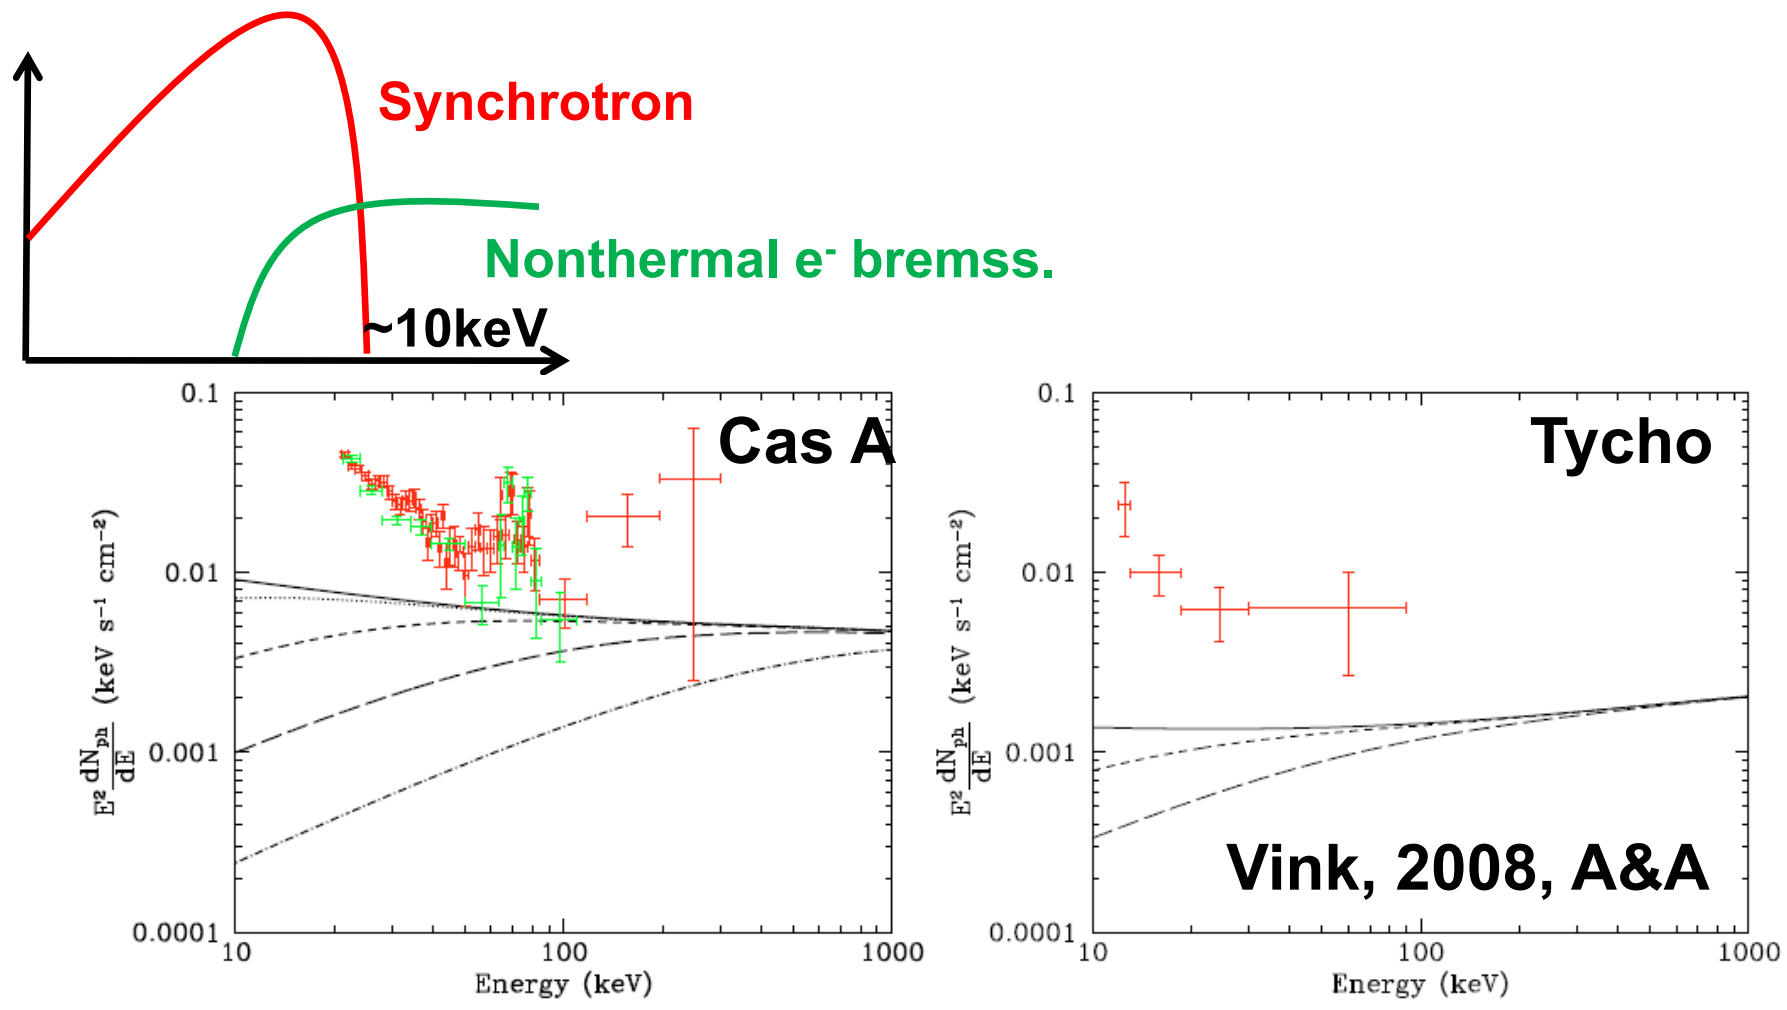 Synchrotron
Nonthermal e⁻ bremss.
~10keV
Cas A
0.1
0.01
0.001
0.0001
E² dN_ph/dE (keV s⁻¹ cm⁻²)
10 100 1000
Energy (keV)
Tycho
0.1
0.01
0.001
0.0001
E² dN_ph/dE (keV s⁻¹ cm⁻²)
Vink, 2008, A&A
10 100 1000
Energy (keV)